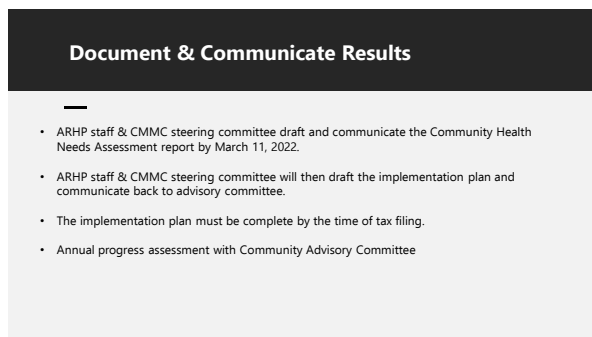 Document & Communicate Results
• ARHP staff & CMMC steering committee draft and communicate the Community Health
Needs Assessment report by March 11, 2022.
• ARHP staff & CMMC steering committee will then draft the implementation plan and
communicate back to advisory committee.
• The implementation plan must be complete by the time of tax filing.
• Annual progress assessment with Community Advisory Committee